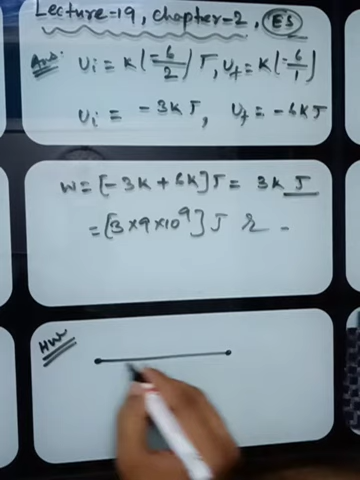 Lecture-19, chapter-2, ES
Ans: Ui = K(-6/2) J, Uf = K(-6/1)
Ui = -3K J, Uf = -6K J
W = [-3K + 6K] J = 3K J
= [3 × 9 × 10⁹] J
HW